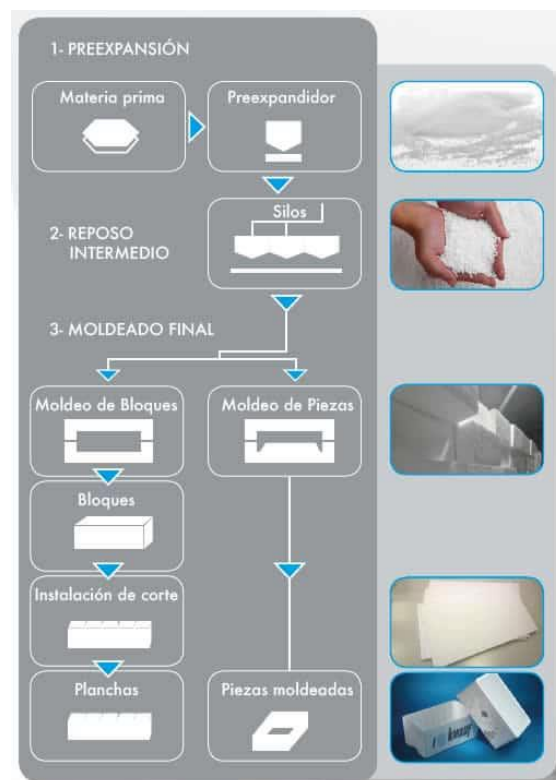 1- PREEXPANSIÓN
Materia prima
Preexpandidor
2- REPOSO
INTERMEDIO
Silos
3- MOLDEADO FINAL
Moldeo de Bloques
Moldeo de Piezas
Bloques
Instalación de corte
Planchas
Piezas moldeadas